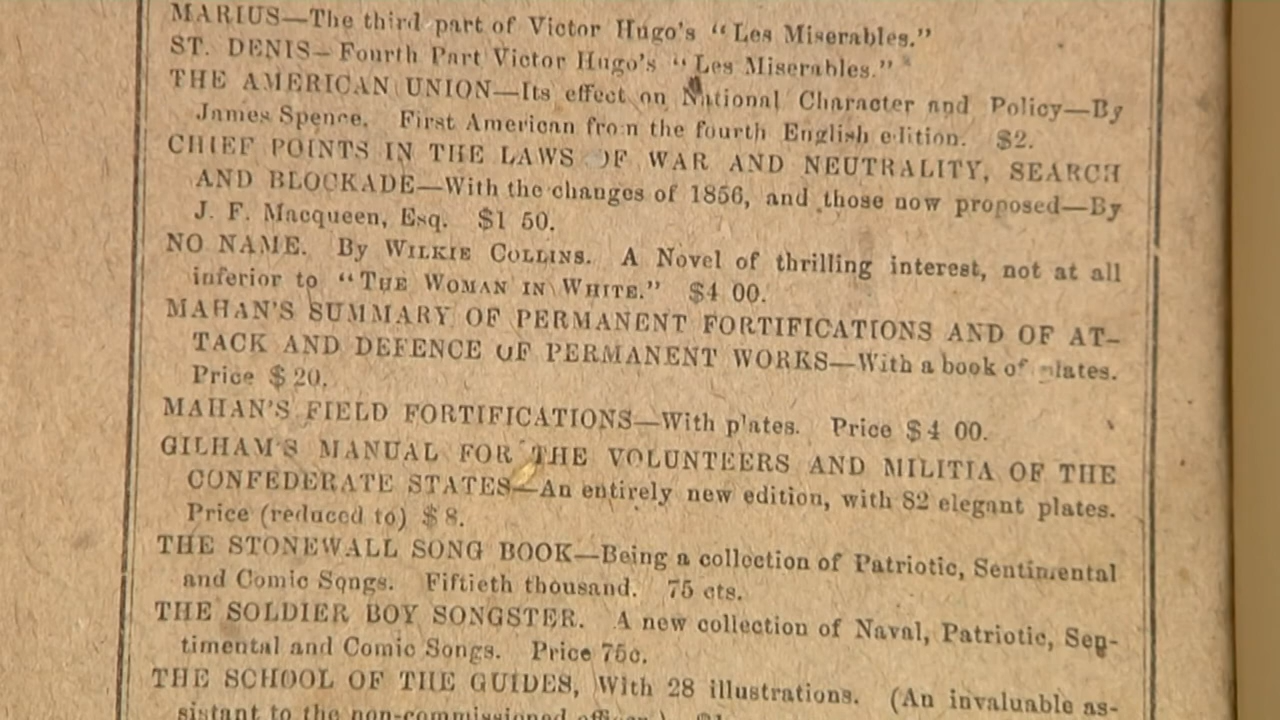 MARIUS—The third part of Victor Hugo's "Les Miserables."
ST. DENIS—Fourth Part Victor Hugo's "Les Miserables."
THE AMERICAN UNION—Its effect on National Character and Policy—By
James Spence. First American from the fourth English edition. $2.
CHIEF POINTS IN THE LAWS OF WAR AND NEUTRALITY, SEARCH
AND BLOCKADE—With the changes of 1856, and those now proposed—By
J. F. Macqueen, Esq. $1 50.
NO NAME. By WILKIE COLLINS. A Novel of thrilling interest, not at all
inferior to "THE WOMAN IN WHITE." $4 00.
MAHAN'S SUMMARY OF PERMANENT FORTIFICATIONS AND OF AT-
TACK AND DEFENCE OF PERMANENT WORKS—With a book of plates.
Price $20.
MAHAN'S FIELD FORTIFICATIONS—With plates. Price $4 00.
GILHAM'S MANUAL FOR THE VOLUNTEERS AND MILITIA OF THE
CONFEDERATE STATES—An entirely new edition, with 82 elegant plates.
Price (reduced to) $8.
THE STONEWALL SONG BOOK—Being a collection of Patriotic, Sentimental
and Comic Songs. Fiftieth thousand. 75 cts.
THE SOLDIER BOY SONGSTER. A new collection of Naval, Patriotic, Sen-
timental and Comic Songs. Price 75c.
THE SCHOOL OF THE GUIDES, With 28 illustrations. (An invaluable as-
sistant to the non-commissioned officer.)